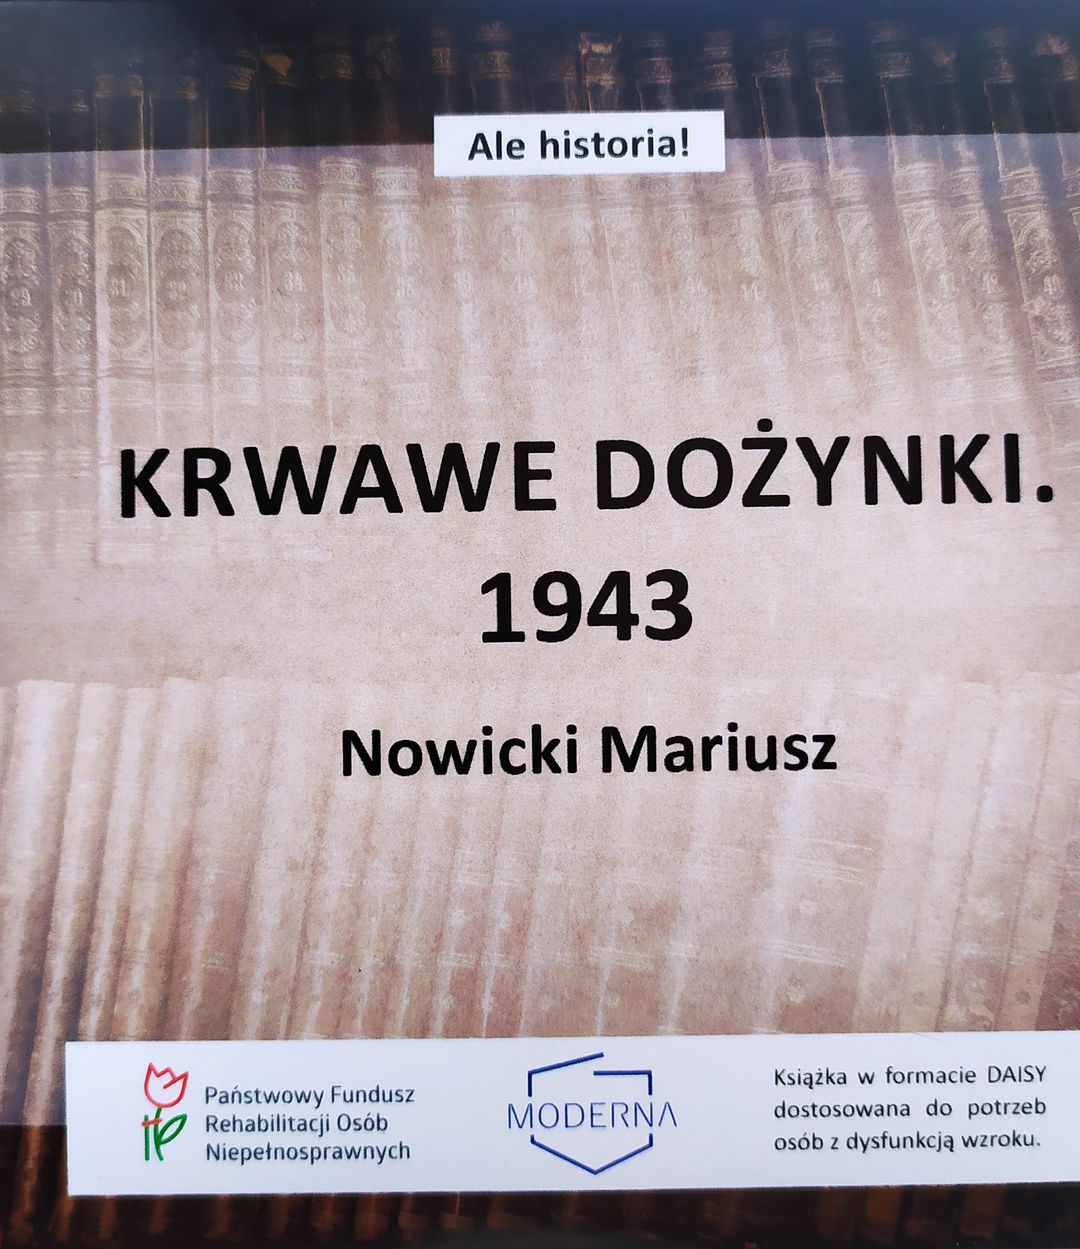 Ale historia!
KRWAWE DOŻYNKI.
1943
Nowicki Mariusz
Państwowy Fundusz
Rehabilitacji Osób
Niepełnosprawnych
MODERNA
Książka w formacie DAISY
dostosowana do potrzeb
osób z dysfunkcją wzroku.